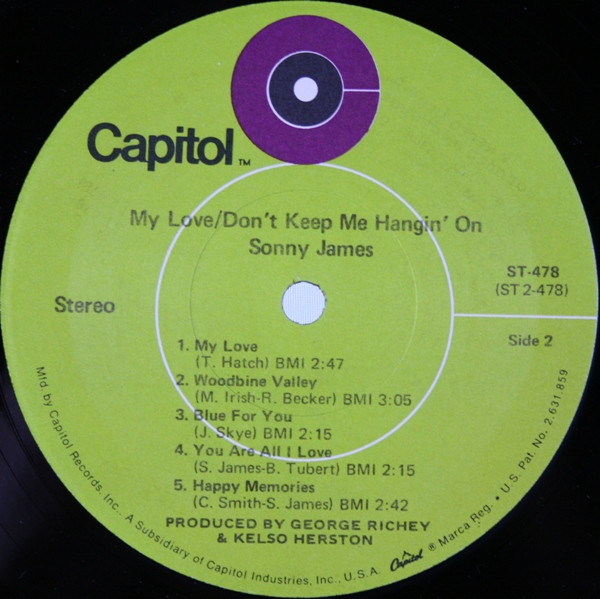 Capitol™
My Love/Don't Keep Me Hangin' On
Sonny James
ST-478
(ST 2-478)
Stereo
Side 2
1. My Love
(T. Hatch) BMI 2:47
2. Woodbine Valley
(M. Irish-R. Becker) BMI 3:05
3. Blue For You
(J. Skye) BMI 2:15
4. You Are All I Love
(S. James-B. Tubert) BMI 2:15
5. Happy Memories
(C. Smith-S. James) BMI 2:42
PRODUCED BY GEORGE RICHEY
& KELSO HERSTON
Mfd. by Capitol Records, Inc., A Subsidiary of Capitol Industries, Inc., U.S.A. Capitol ® Marca Reg. • U.S. Pat. No. 2,631,859